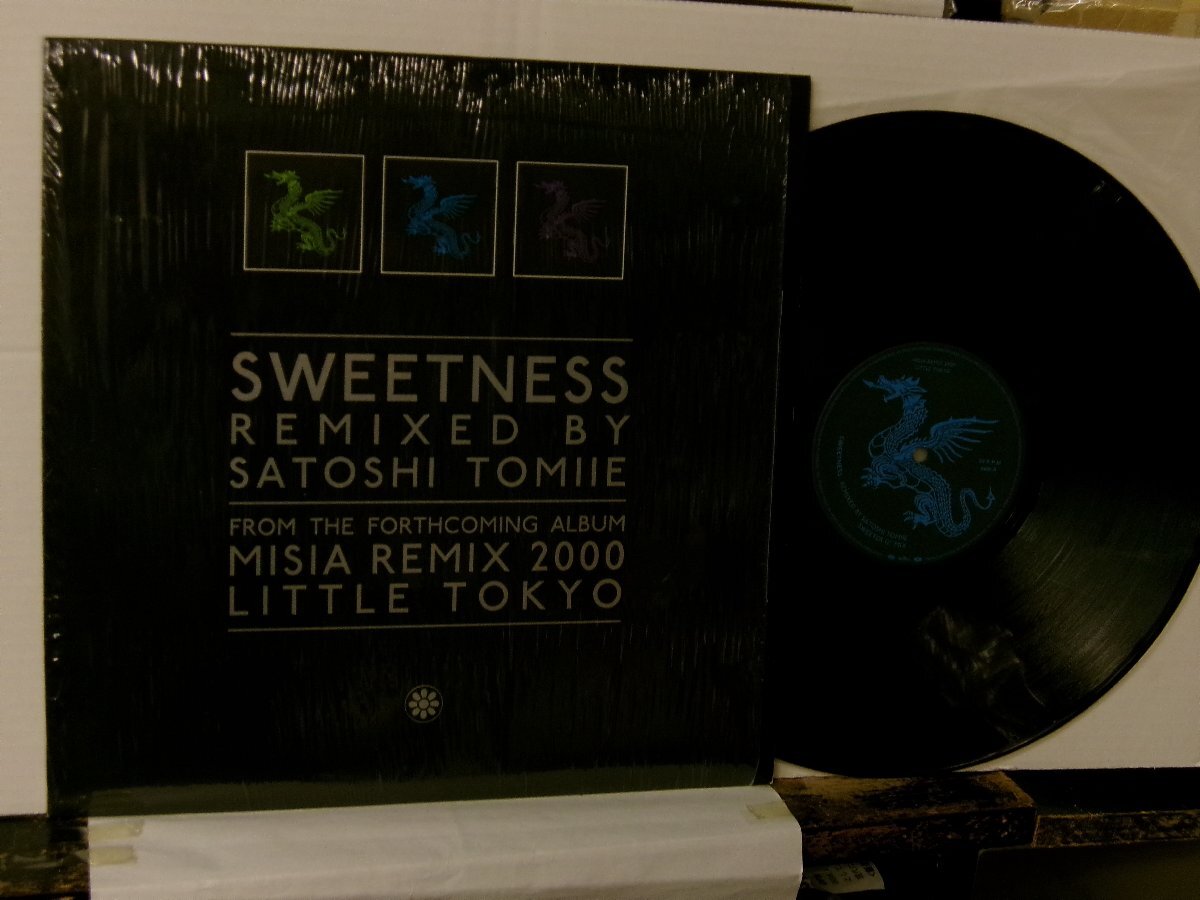 SWEETNESS
REMIXED BY
SATOSHI TOMIIE
FROM THE FORTHCOMING ALBUM
MISIA REMIX 2000
LITTLE TOKYO